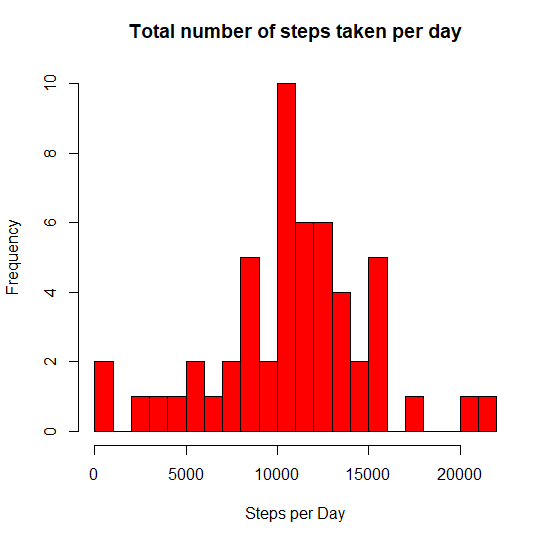 Total number of steps taken per day
Frequency
10
8
6
4
2
0
0 5000 10000 15000 20000
Steps per Day